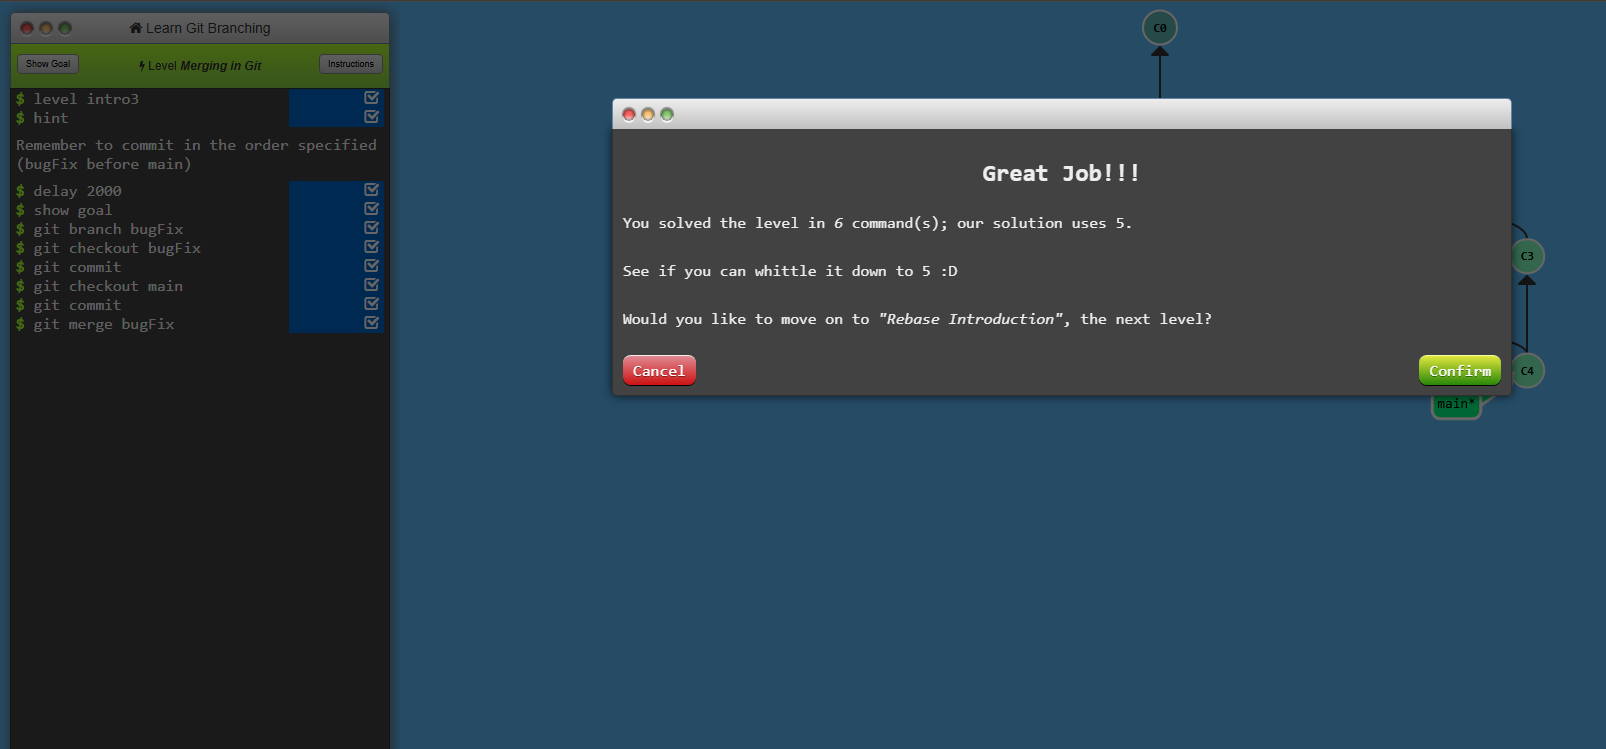 Learn Git Branching
Show Goal
Level Merging in Git
Instructions
$ level intro3
$ hint
Remember to commit in the order specified
(bugFix before main)
$ delay 2000
$ show goal
$ git branch bugFix
$ git checkout bugFix
$ git commit
$ git checkout main
$ git commit
$ git merge bugFix
C0
Great Job!!!
You solved the level in 6 command(s); our solution uses 5.
See if you can whittle it down to 5 :D
Would you like to move on to "Rebase Introduction", the next level?
Cancel
Confirm
C3
C4
main*